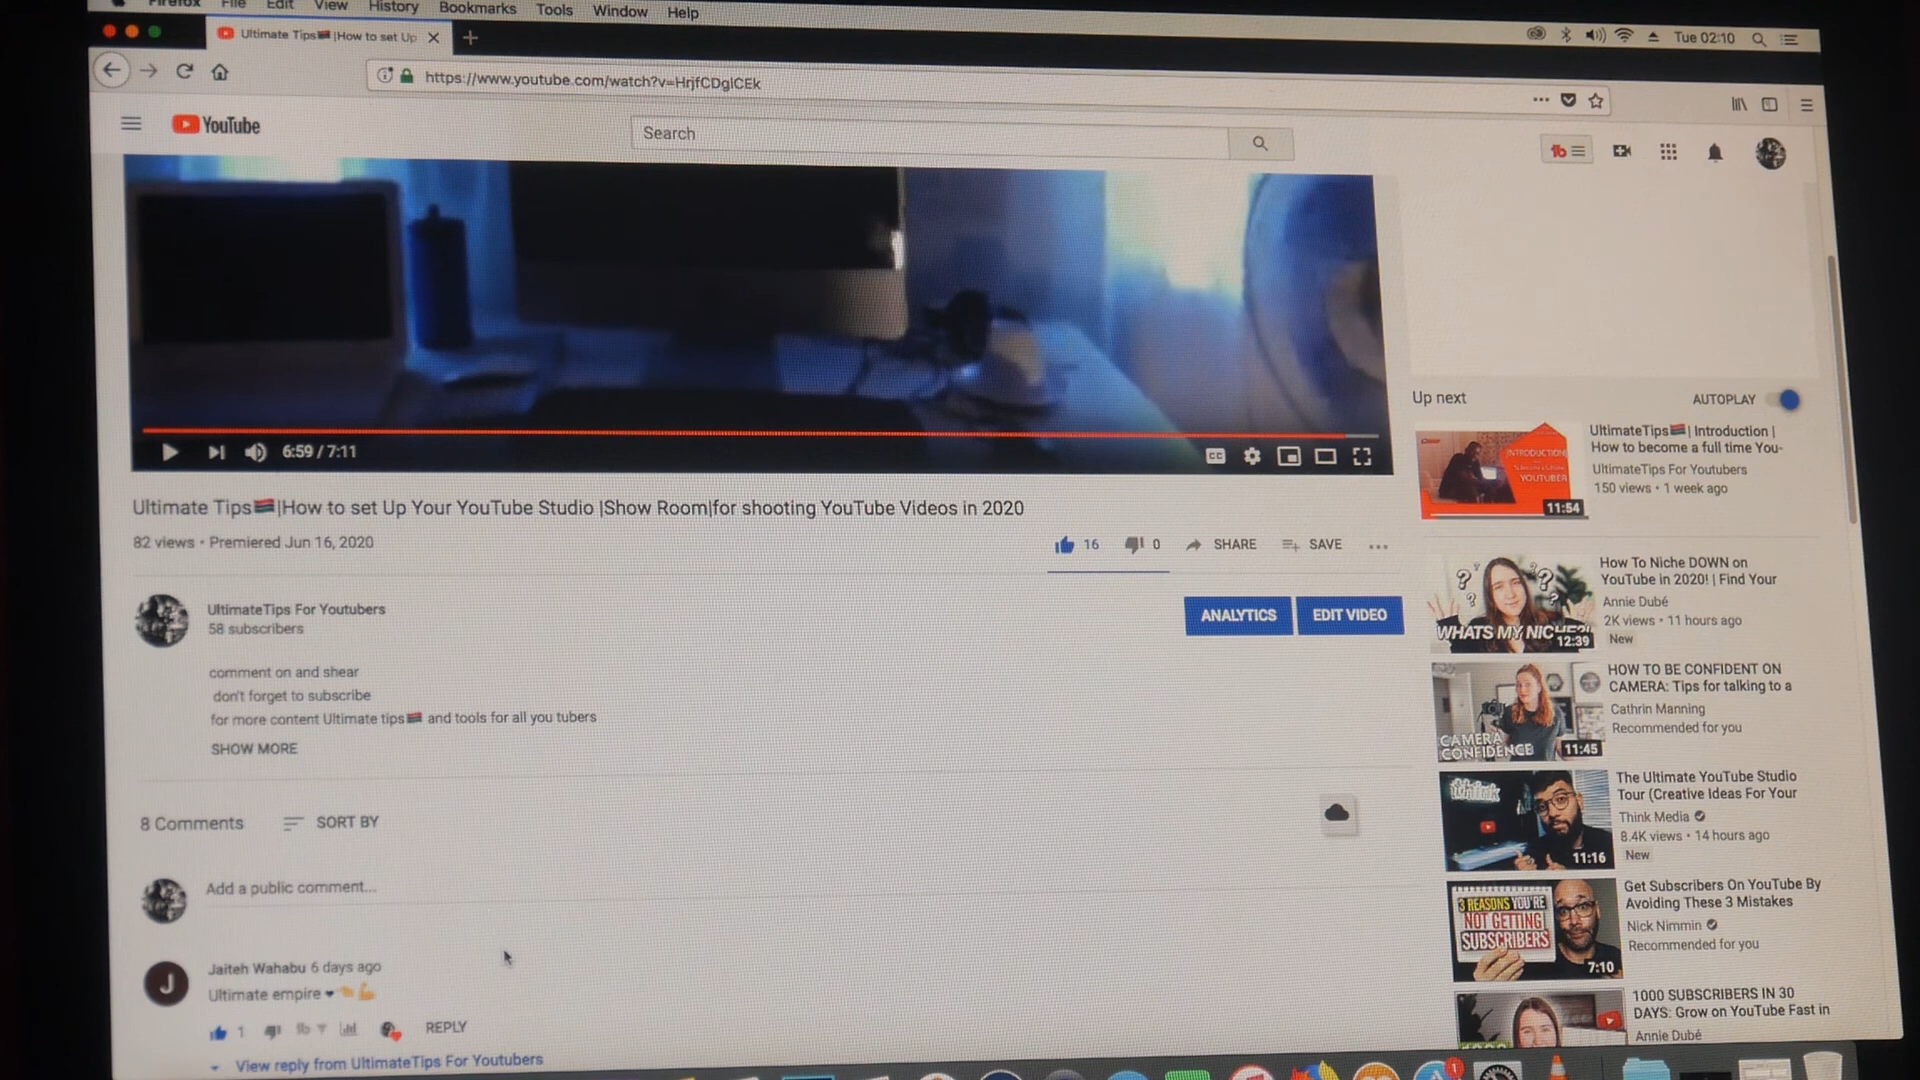 Firefox File Edit View History Bookmarks Tools Window Help
Tue 02:10
Ultimate Tips🇬🇲|How to set Up
https://www.youtube.com/watch?v=HrjfCDglCEk
YouTube
Search
6:59 / 7:11
CC
Ultimate Tips🇬🇲|How to set Up Your YouTube Studio |Show Room|for shooting YouTube Videos in 2020
82 views • Premiered Jun 16, 2020
16
0
SHARE
SAVE
UltimateTips For Youtubers
58 subscribers
ANALYTICS
EDIT VIDEO
comment on and shear
don't forget to subscribe
for more content Ultimate tips🇬🇲 and tools for all you tubers
SHOW MORE
8 Comments
SORT BY
Add a public comment...
J
Jaiteh Wahabu 6 days ago
Ultimate empire
1
REPLY
View reply from UltimateTips For Youtubers
Up next
AUTOPLAY
INTRODUCTION
YOUTUBER
11:54
UltimateTips🇬🇲| Introduction |
How to become a full time You-
UltimateTips For Youtubers
150 views • 1 week ago
WHATS MY NICHE?!
12:39
How To Niche DOWN on
YouTube in 2020! | Find Your
Annie Dubé
2K views • 11 hours ago
New
CAMERA
CONFIDENCE
11:45
HOW TO BE CONFIDENT ON
CAMERA: Tips for talking to a
Cathrin Manning
Recommended for you
11:16
The Ultimate YouTube Studio
Tour (Creative Ideas For Your
Think Media
8.4K views • 14 hours ago
New
3 REASONS YOU'RE
NOT GETTING
SUBSCRIBERS
7:10
Get Subscribers On YouTube By
Avoiding These 3 Mistakes
Nick Nimmin
Recommended for you
1000 SUBSCRIBERS IN 30
DAYS: Grow on YouTube Fast in
Annie Dubé
1